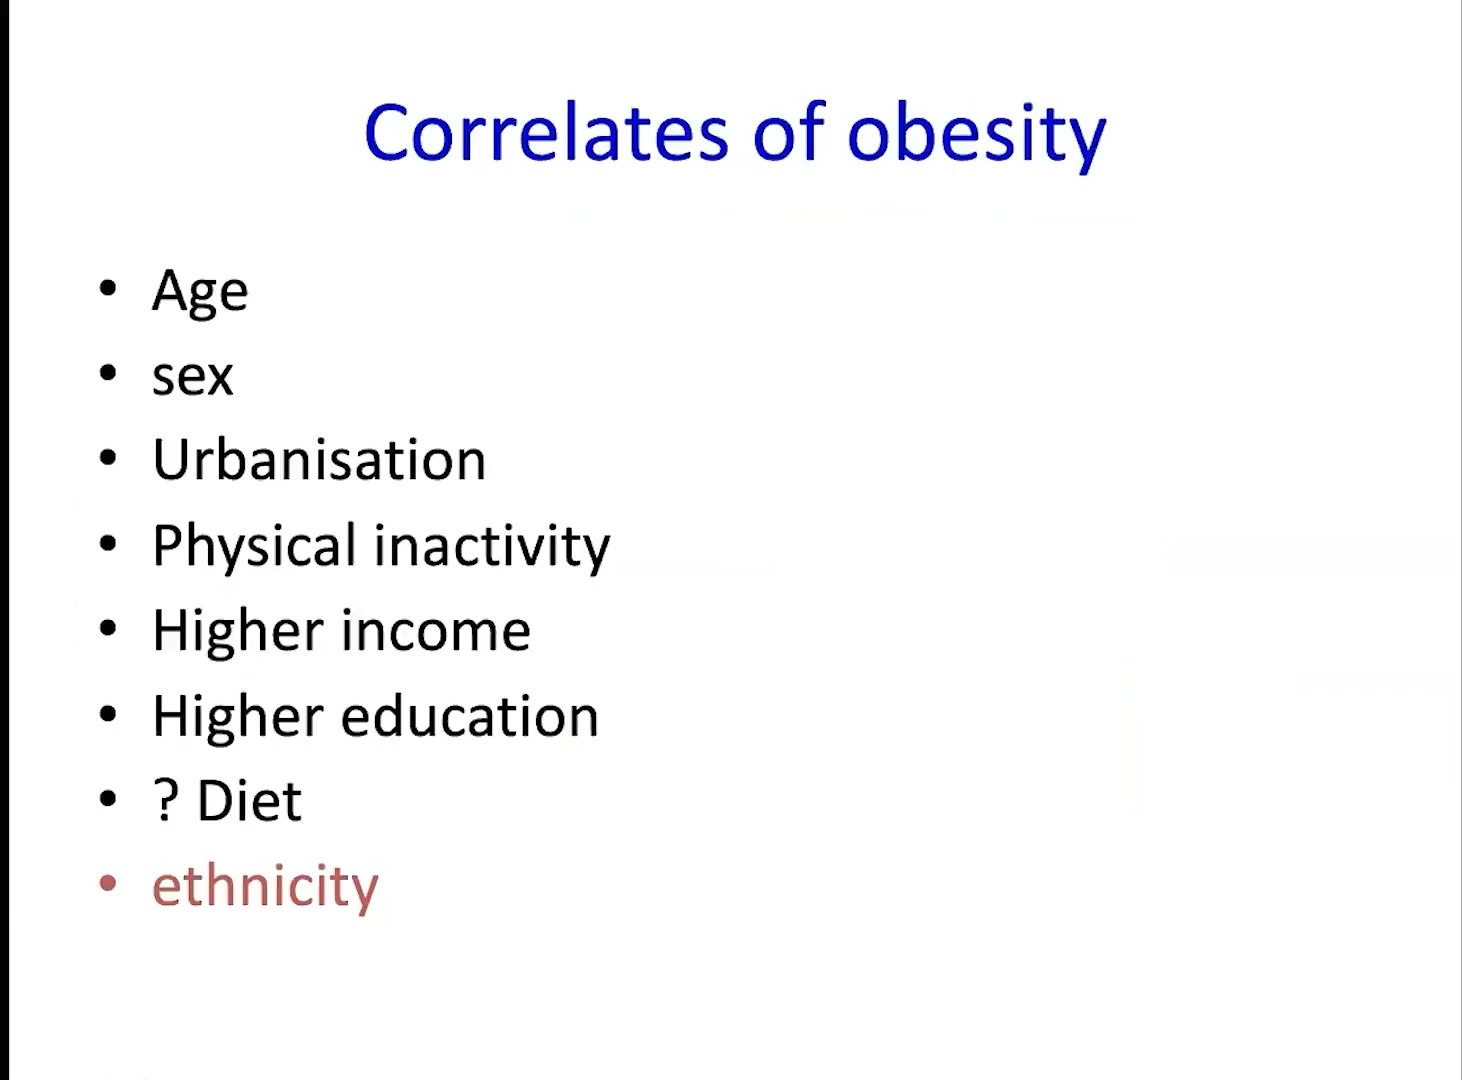 Correlates of obesity
• Age
• sex
• Urbanisation
• Physical inactivity
• Higher income
• Higher education
• ? Diet
• ethnicity